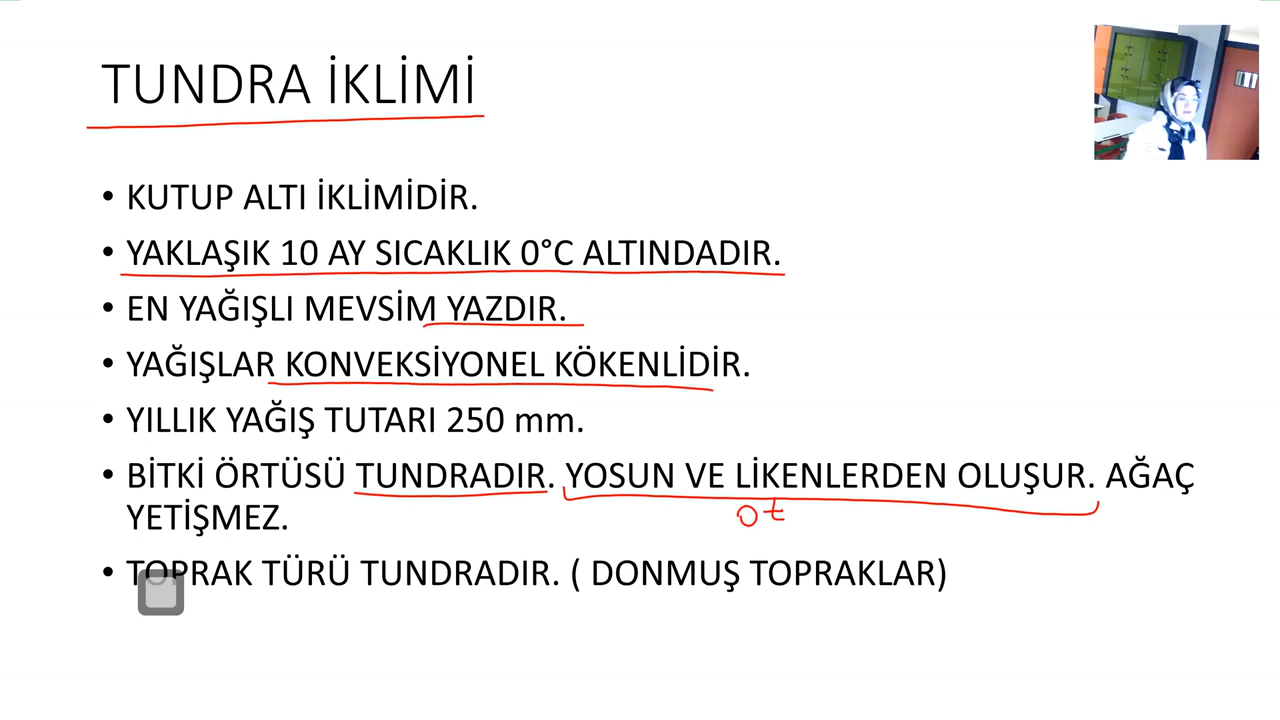 TUNDRA İKLİMİ
• KUTUP ALTI İKLİMİDİR.
• YAKLAŞIK 10 AY SICAKLIK 0°C ALTINDADIR.
• EN YAĞIŞLI MEVSİM YAZDIR.
• YAĞIŞLAR KONVEKSİYONEL KÖKENLİDİR.
• YILLIK YAĞIŞ TUTARI 250 mm.
• BİTKİ ÖRTÜSÜ TUNDRADIR. YOSUN VE LİKENLERDEN OLUŞUR. AĞAÇ
YETİŞMEZ.
ot
• TOPRAK TÜRÜ TUNDRADIR. ( DONMUŞ TOPRAKLAR)